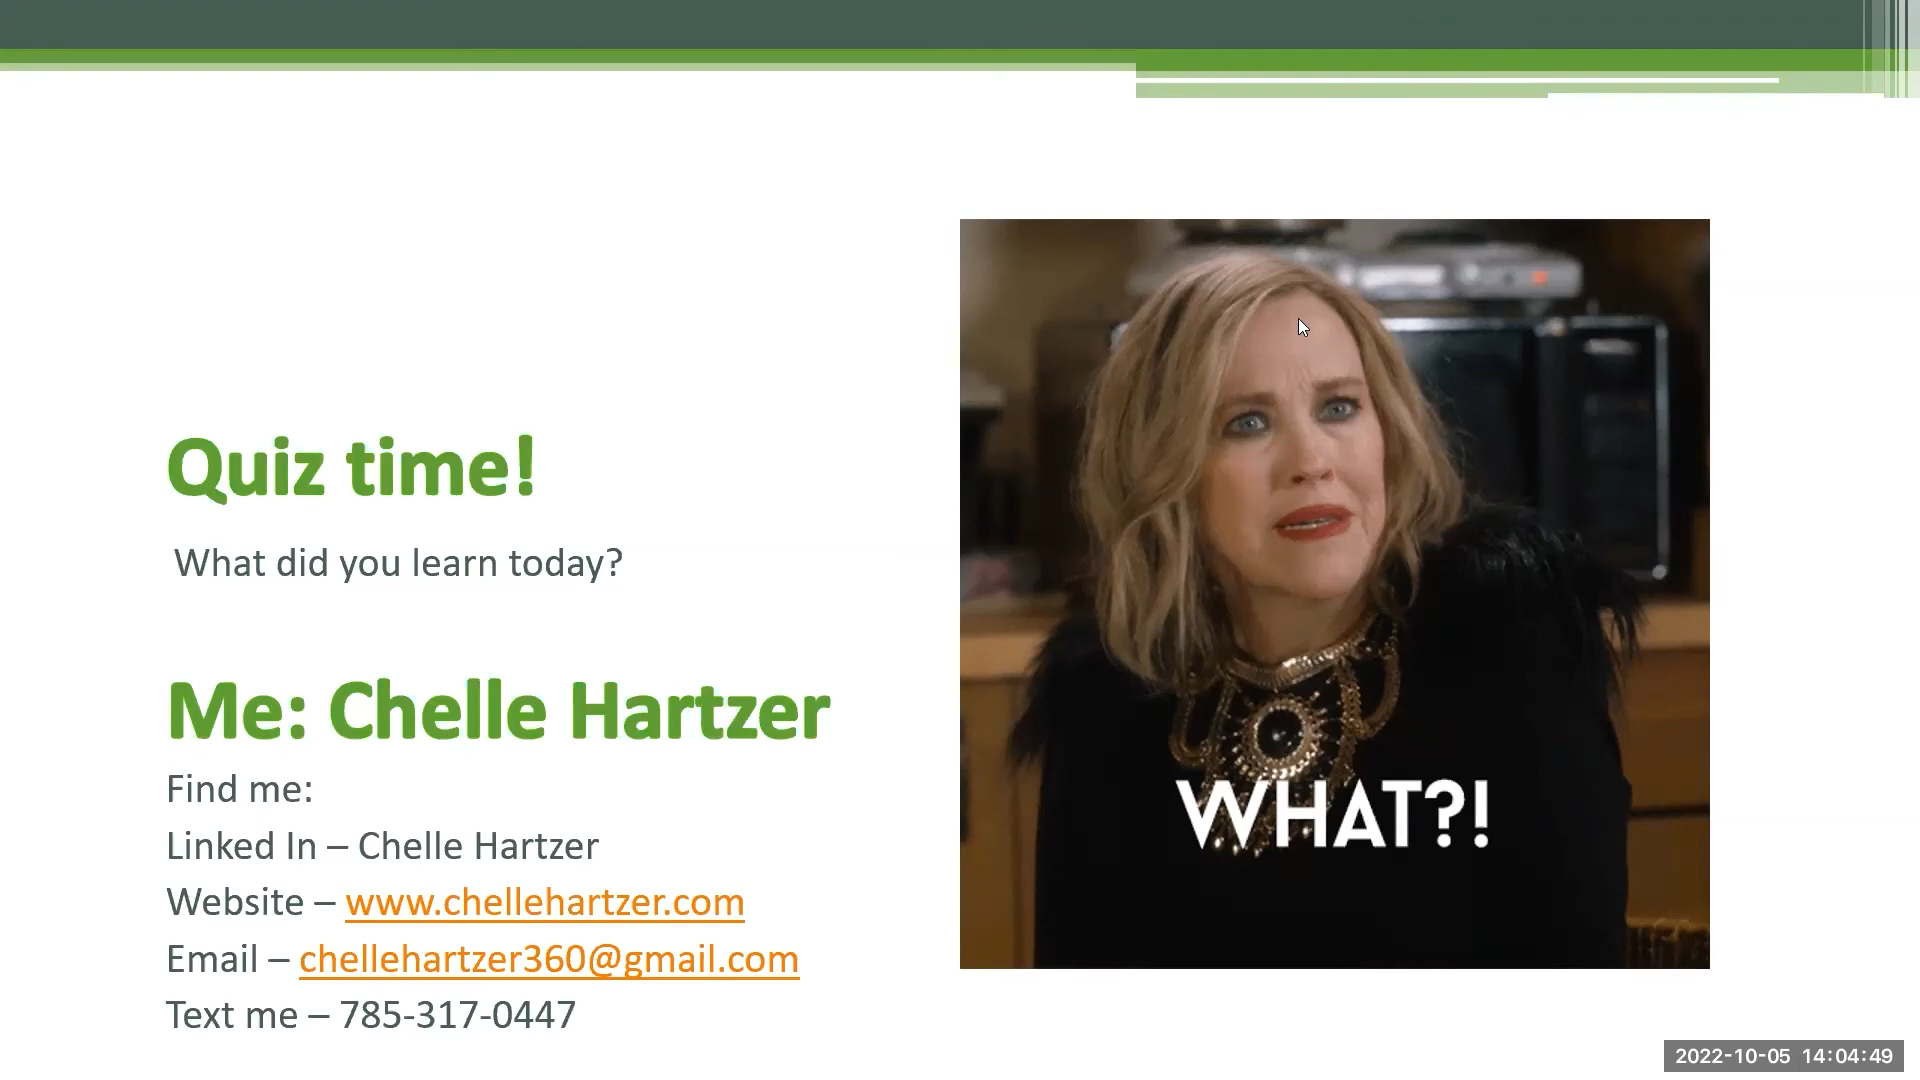 Quiz time!
What did you learn today?
Me: Chelle Hartzer
Find me:
Linked In – Chelle Hartzer
Website – www.chellehartzer.com
Email – chellehartzer360@gmail.com
Text me – 785-317-0447
WHAT?!
2022-10-05 14:04:49